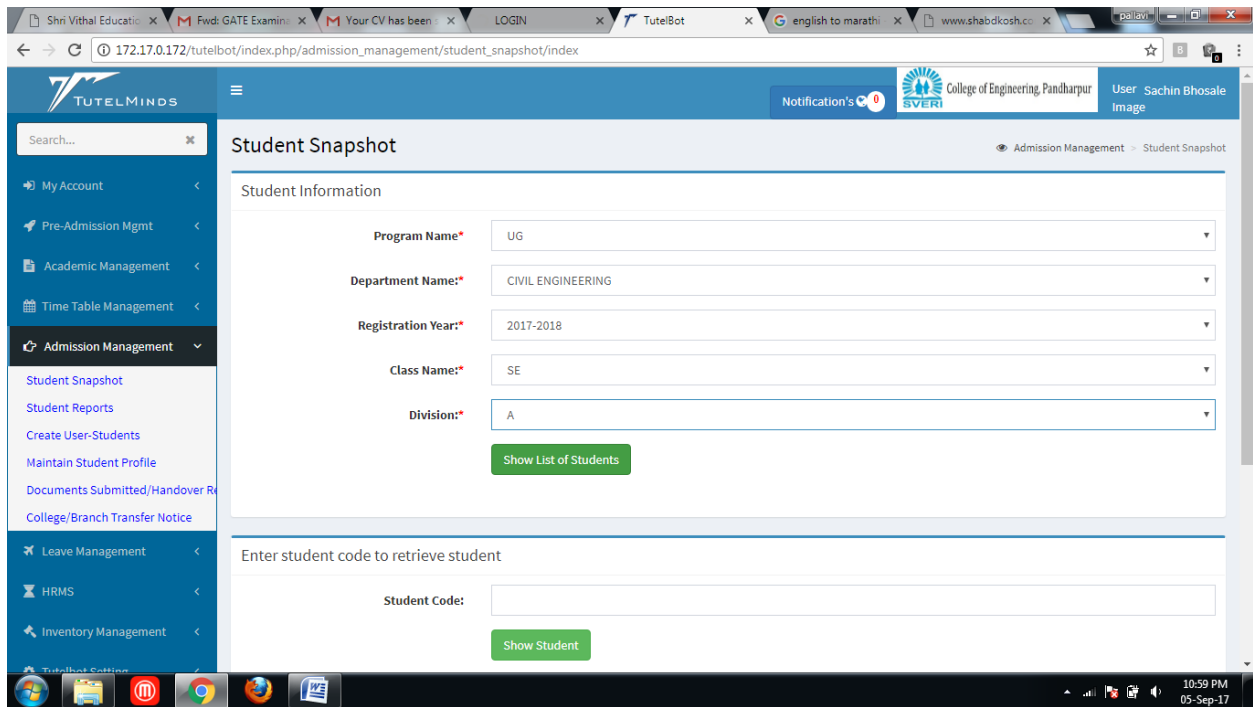 Shri Vithal Educatio
Fwd: GATE Examina
Your CV has been s
LOGIN
TutelBot
english to marathi
www.shabdkosh.co
pallavi
172.17.0.172/tutelbot/index.php/admission_management/student_snapshot/index
TUTELMINDS
Notification's 0
SVERI
College of Engineering, Pandharpur
User Image
Sachin Bhosale
Search...
Student Snapshot
Admission Management > Student Snapshot
My Account
Pre-Admission Mgmt
Academic Management
Time Table Management
Admission Management
Student Snapshot
Student Reports
Create User-Students
Maintain Student Profile
Documents Submitted/Handover Re
College/Branch Transfer Notice
Leave Management
HRMS
Inventory Management
Tutelbot Setting
Student Information
Program Name* UG
Department Name:* CIVIL ENGINEERING
Registration Year:* 2017-2018
Class Name:* SE
Division:* A
Show List of Students
Enter student code to retrieve student
Student Code:
Show Student
10:59 PM
05-Sep-17